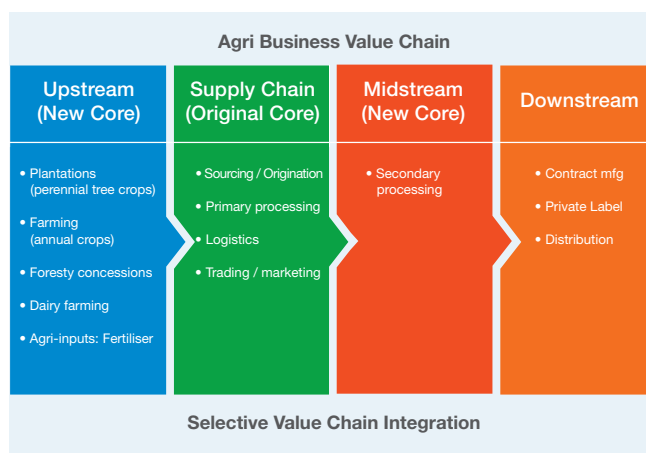 Agri Business Value Chain
Upstream
(New Core)
• Plantations
(perennial tree crops)
• Farming
(annual crops)
• Foresty concessions
• Dairy farming
• Agri-inputs: Fertiliser
Supply Chain
(Original Core)
• Sourcing / Origination
• Primary processing
• Logistics
• Trading / marketing
Midstream
(New Core)
• Secondary
processing
Downstream
• Contract mfg
• Private Label
• Distribution
Selective Value Chain Integration